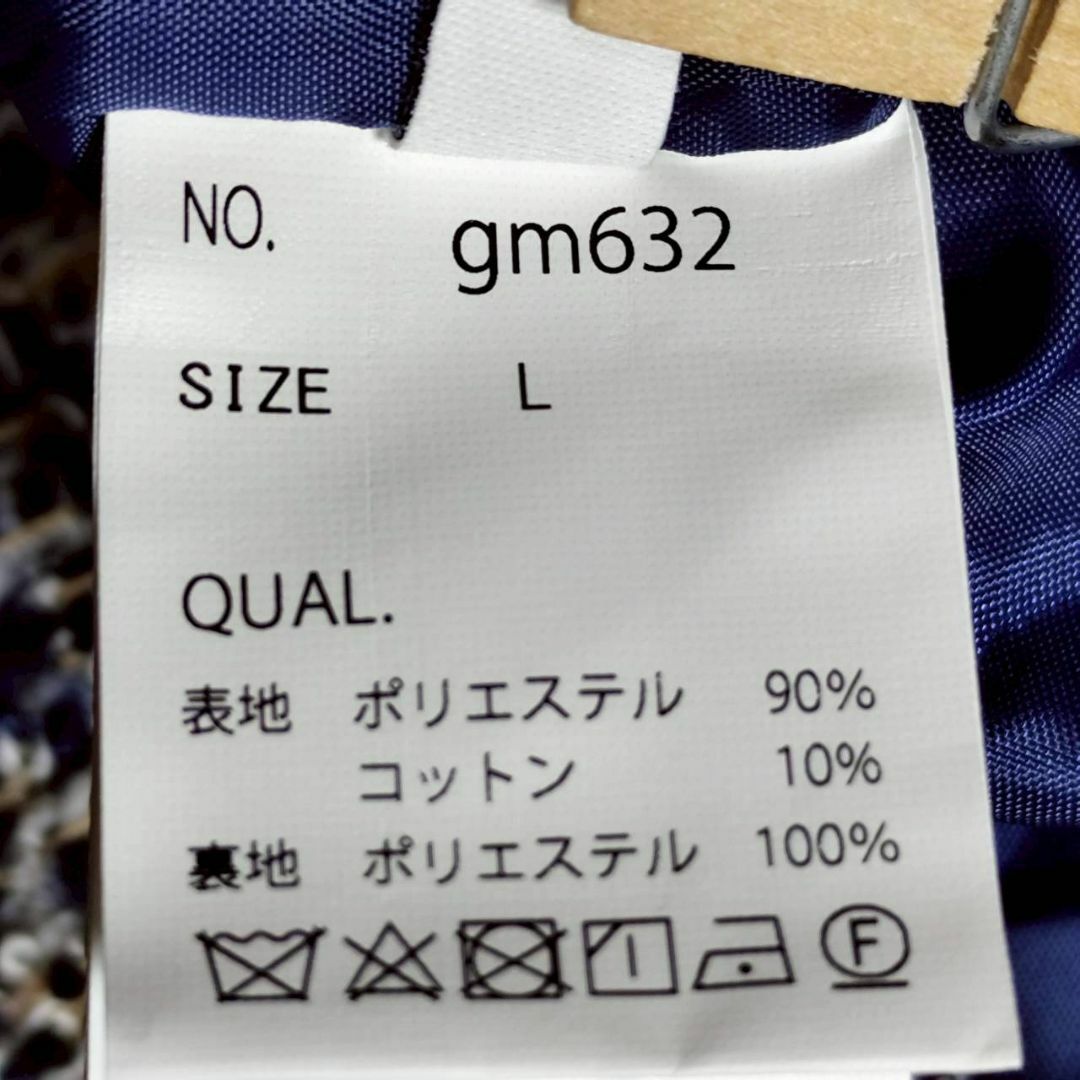 NO. gm632
SIZE L
QUAL.
表地 ポリエステル 90%
コットン 10%
裏地 ポリエステル 100%
F